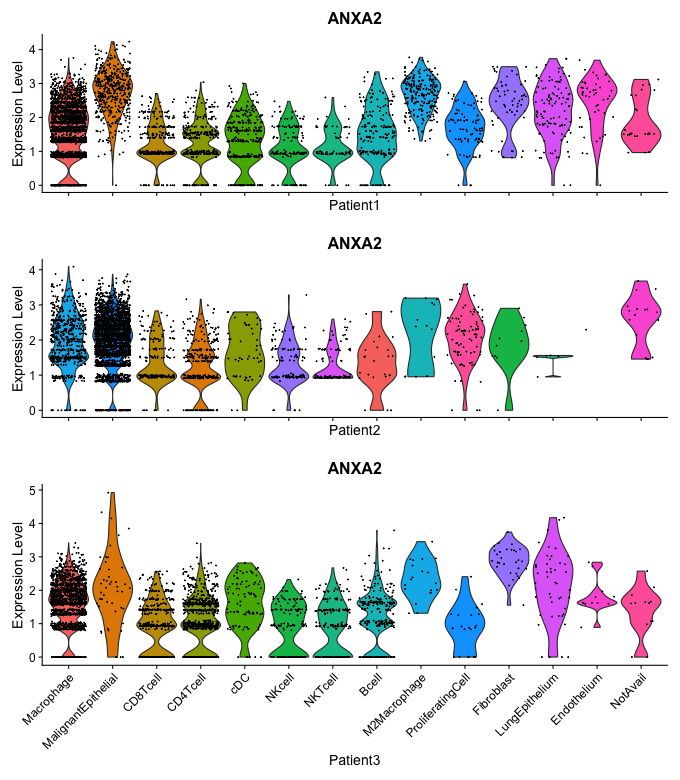 ANXA2
Expression Level
4
3
2
1
0
Patient1
ANXA2
Expression Level
4
3
2
1
0
Patient2
ANXA2
Expression Level
5
4
3
2
1
0
Macrophage
MalignantEpithelial
CD8Tcell
CD4Tcell
cDC
NKcell
NKTcell
Bcell
M2Macrophage
ProliferatingCell
Fibroblast
LungEpithelium
Endothelium
NotAvail
Patient3